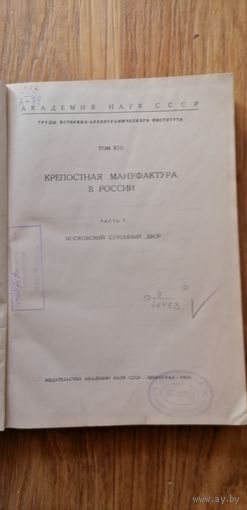 АКАДЕМИЯ НАУК СССР
ТРУДЫ ИСТОРИКО-АРХЕОГРАФИЧЕСКОГО ИНСТИТУТА
ТОМ XIII
КРЕПОСТНАЯ МАНУФАКТУРА
В РОССИИ
ЧАСТЬ V
МОСКОВСКИЙ СУКОННЫЙ ДВОР
ИЗДАТЕЛЬСТВО АКАДЕМИИ НАУК СССР · ЛЕНИНГРАД ·
ay.by